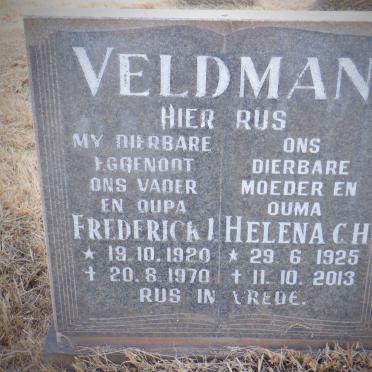 VELDMAN
HIER RUS
MY DIERBARE
EGGENOOT
ONS VADER
EN OUPA
FREDERICK J.
★ 19.10.1920
✝ 20.8.1970
ONS
DIERBARE
MOEDER EN
OUMA
HELENA C.H.
★ 29.6.1925
✝ 11.10.2013
RUS IN VREDE.